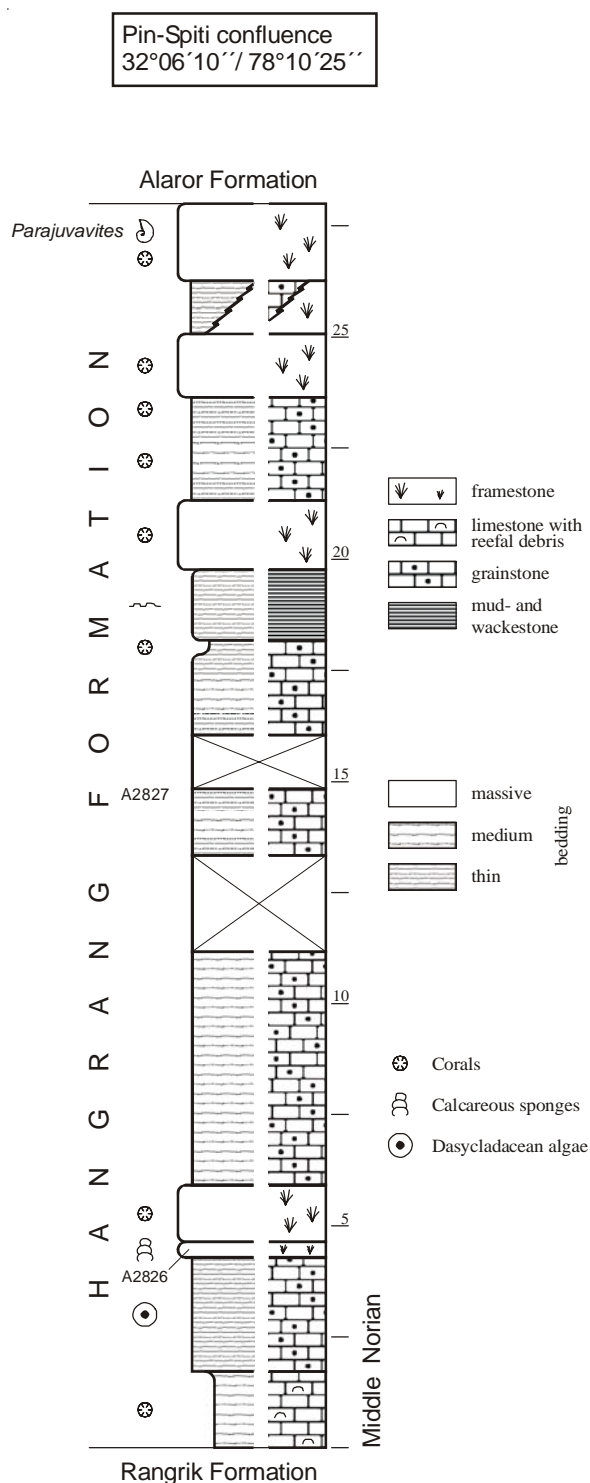 Pin-Spiti confluence
32°06´10´´/ 78°10´25´´
Alaror Formation
Parajuvavites
25
20
15
10
5
A2827
A2826
HANGRANG FORMATION
Middle Norian
Rangrik Formation
framestone
limestone with
reefal debris
grainstone
mud- and
wackestone
massive
medium
thin
bedding
Corals
Calcareous sponges
Dasycladacean algae